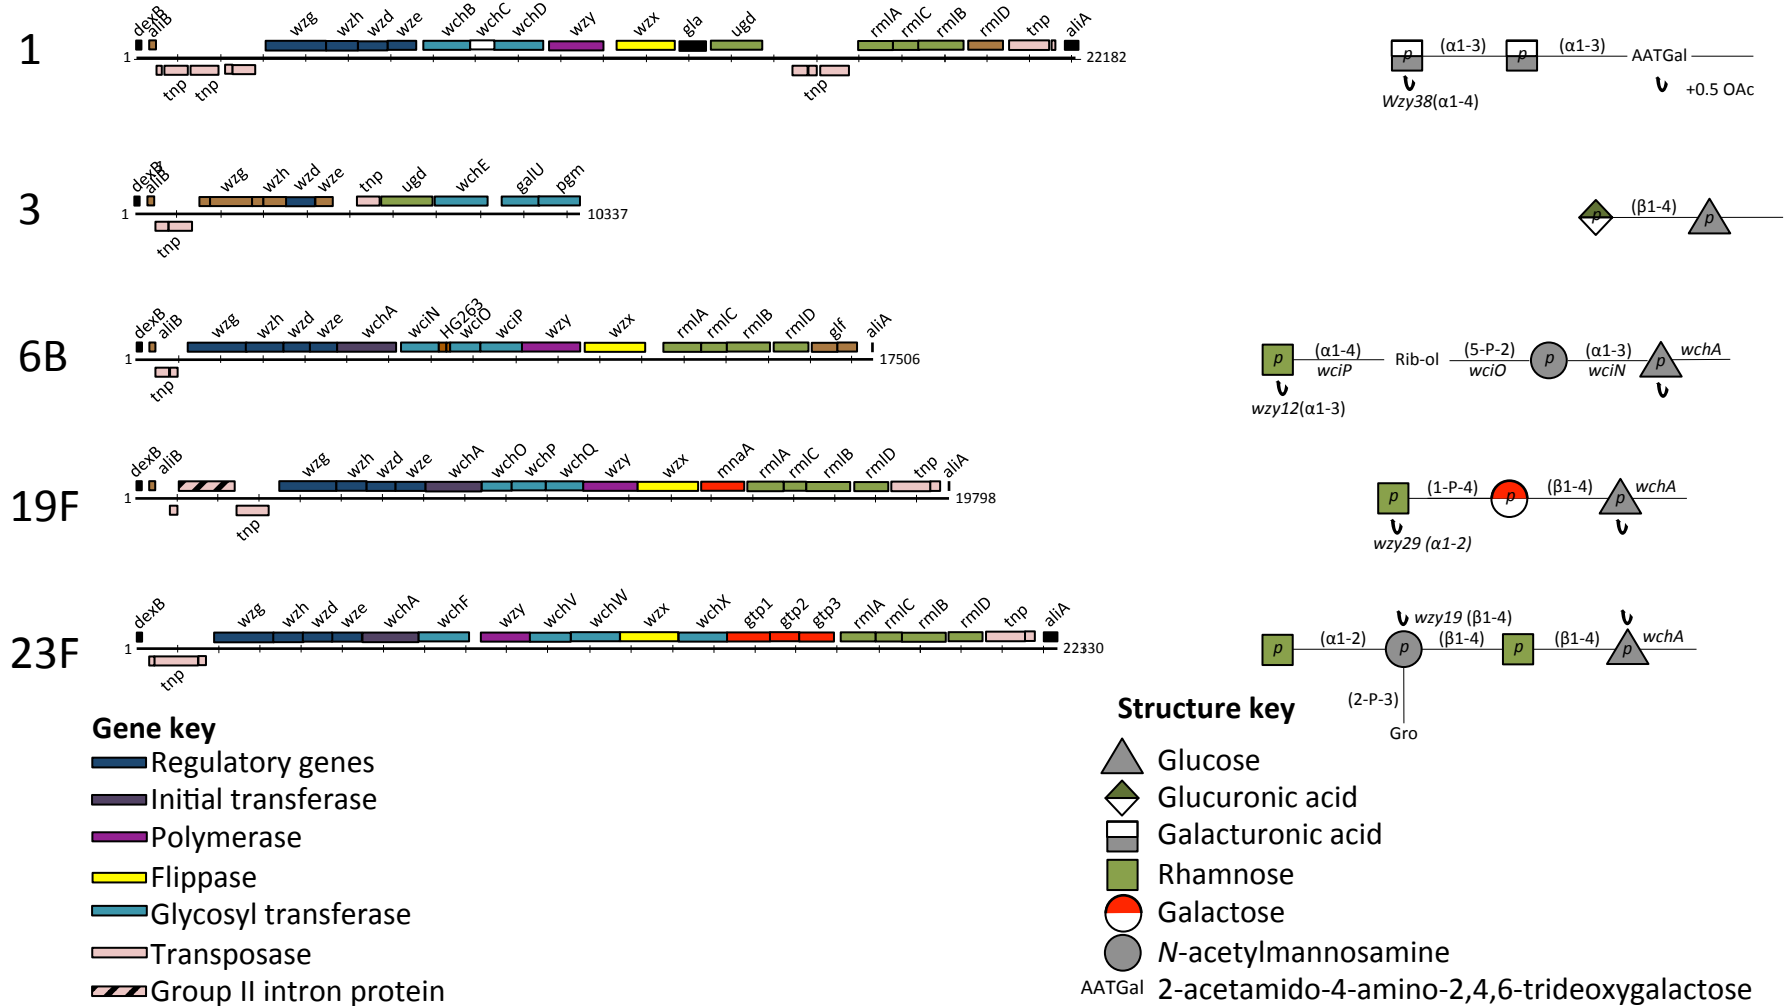 1
dexB aliB wzg wzh wzd wze wchB wchC wchD wzy wzx gla ugd rmlA rmlC rmlB rmlD tnp aliA
1 22182
tnp tnp tnp
p (α1-3) p (α1-3) AATGal
Wzy38(α1-4) +0.5 OAc
3
dexB aliB wzg wzh wzd wze tnp ugd wchE galU pgm
1 10337
tnp
p (β1-4) p
6B
dexB aliB wzg wzh wzd wze wchA wciN HG263 wciO wciP wzy wzx rmlA rmlC rmlB rmlD glf aliA
1 17506
tnp
p (α1-4) Rib-ol (5-P-2) p (α1-3) p wchA
wciP wciO wciN
wzy12(α1-3)
19F
dexB aliB wzg wzh wzd wze wchA wchO wchP wchQ wzy wzx mnaA rmlA rmlC rmlB rmlD tnp aliA
1 19798
tnp
p (1-P-4) p (β1-4) p wchA
wzy29 (α1-2)
23F
dexB wzg wzh wzd wze wchA wchF wzy wchV wchW wzx wchX gtp1 gtp2 gtp3 rmlA rmlC rmlB rmlD tnp aliA
1 22330
tnp
wzy19 (β1-4)
p (α1-2) p (β1-4) p (β1-4) p wchA
(2-P-3)
Gro
Gene key
Regulatory genes
Initial transferase
Polymerase
Flippase
Glycosyl transferase
Transposase
Group II intron protein
Structure key
Glucose
Glucuronic acid
Galacturonic acid
Rhamnose
Galactose
N-acetylmannosamine
AATGal 2-acetamido-4-amino-2,4,6-trideoxygalactose